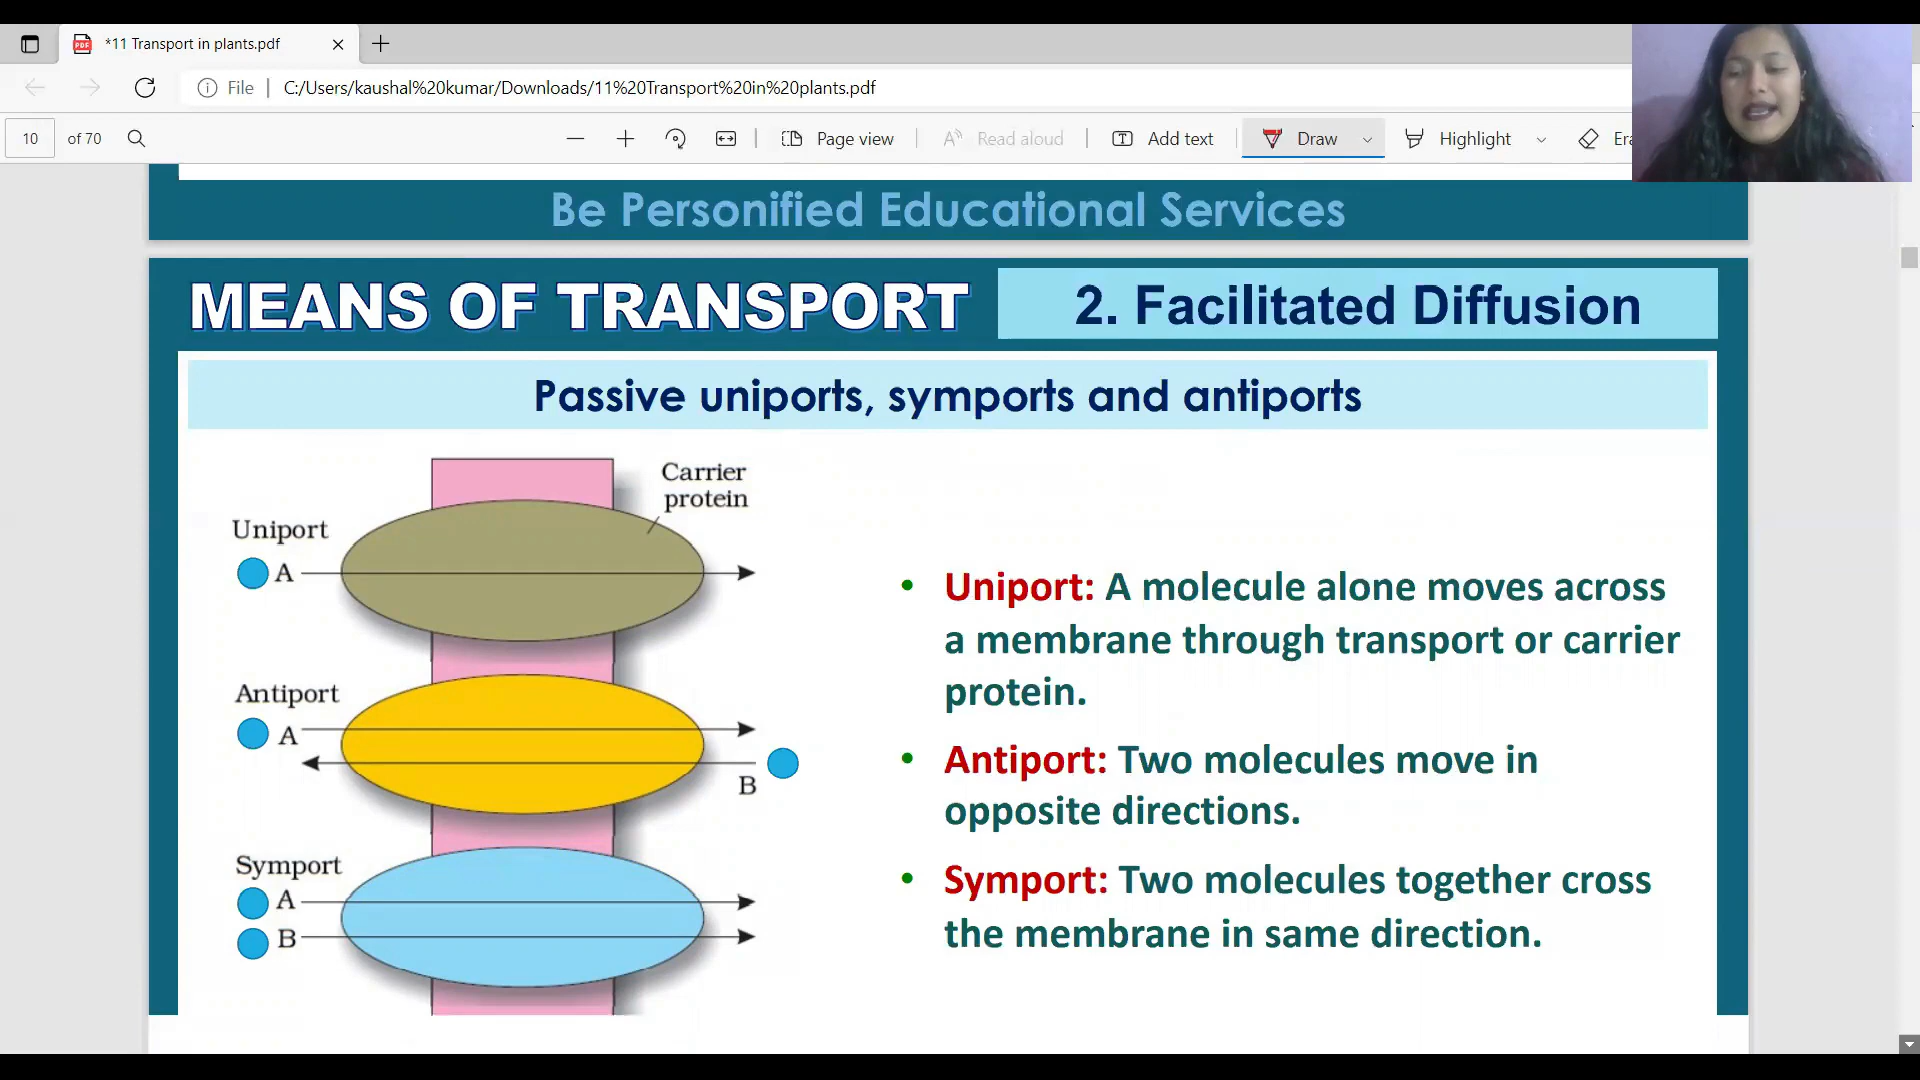 *11 Transport in plants.pdf
File
C:/Users/kaushal%20kumar/Downloads/11%20Transport%20in%20plants.pdf
10 of 70
Page view
Read aloud
Add text
Draw
Highlight
Era
Be Personified Educational Services
MEANS OF TRANSPORT
2. Facilitated Diffusion
Passive uniports, symports and antiports
Carrier
protein
Uniport
A
Antiport
A
B
Symport
A
B
• Uniport: A molecule alone moves across
a membrane through transport or carrier
protein.
• Antiport: Two molecules move in
opposite directions.
• Symport: Two molecules together cross
the membrane in same direction.